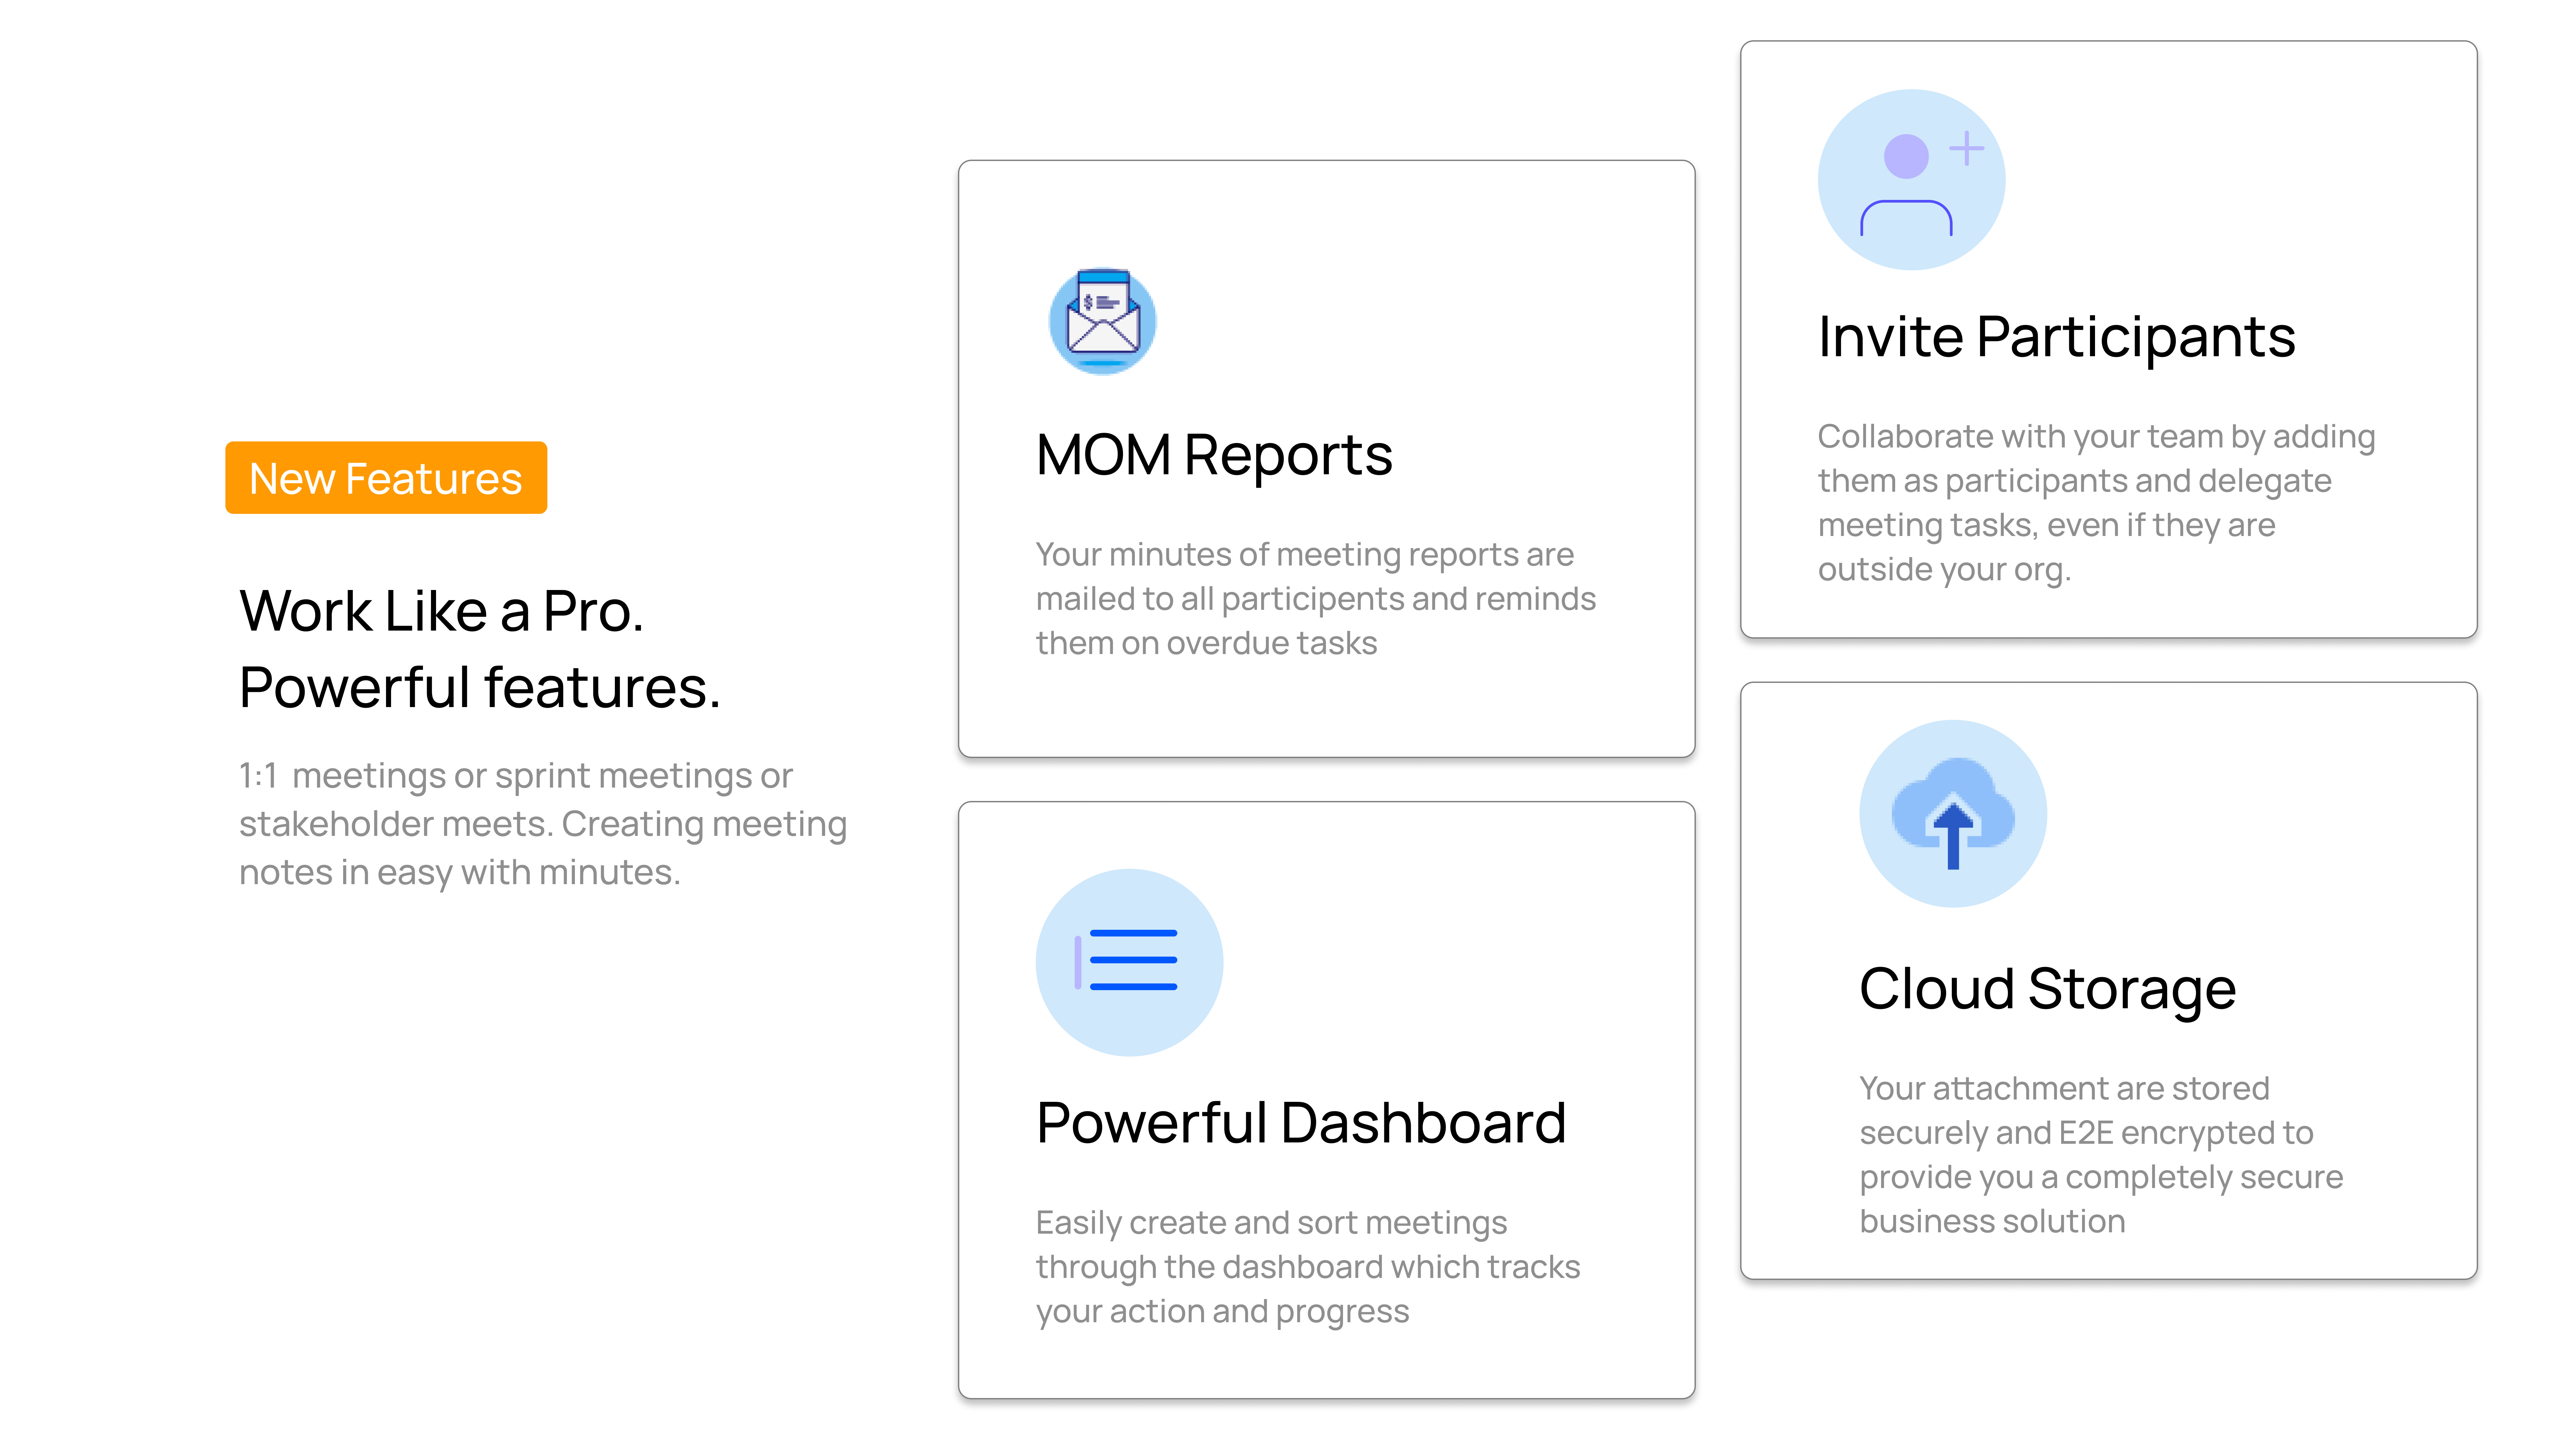 New Features
Work Like a Pro.
Powerful features.
1:1  meetings or sprint meetings or
stakeholder meets. Creating meeting
notes in easy with minutes.
MOM Reports
Your minutes of meeting reports are
mailed to all participents and reminds
them on overdue tasks
Powerful Dashboard
Easily create and sort meetings
through the dashboard which tracks
your action and progress
Invite Participants
Collaborate with your team by adding
them as participants and delegate
meeting tasks, even if they are
outside your org.
Cloud Storage
Your attachment are stored
securely and E2E encrypted to
provide you a completely secure
business solution